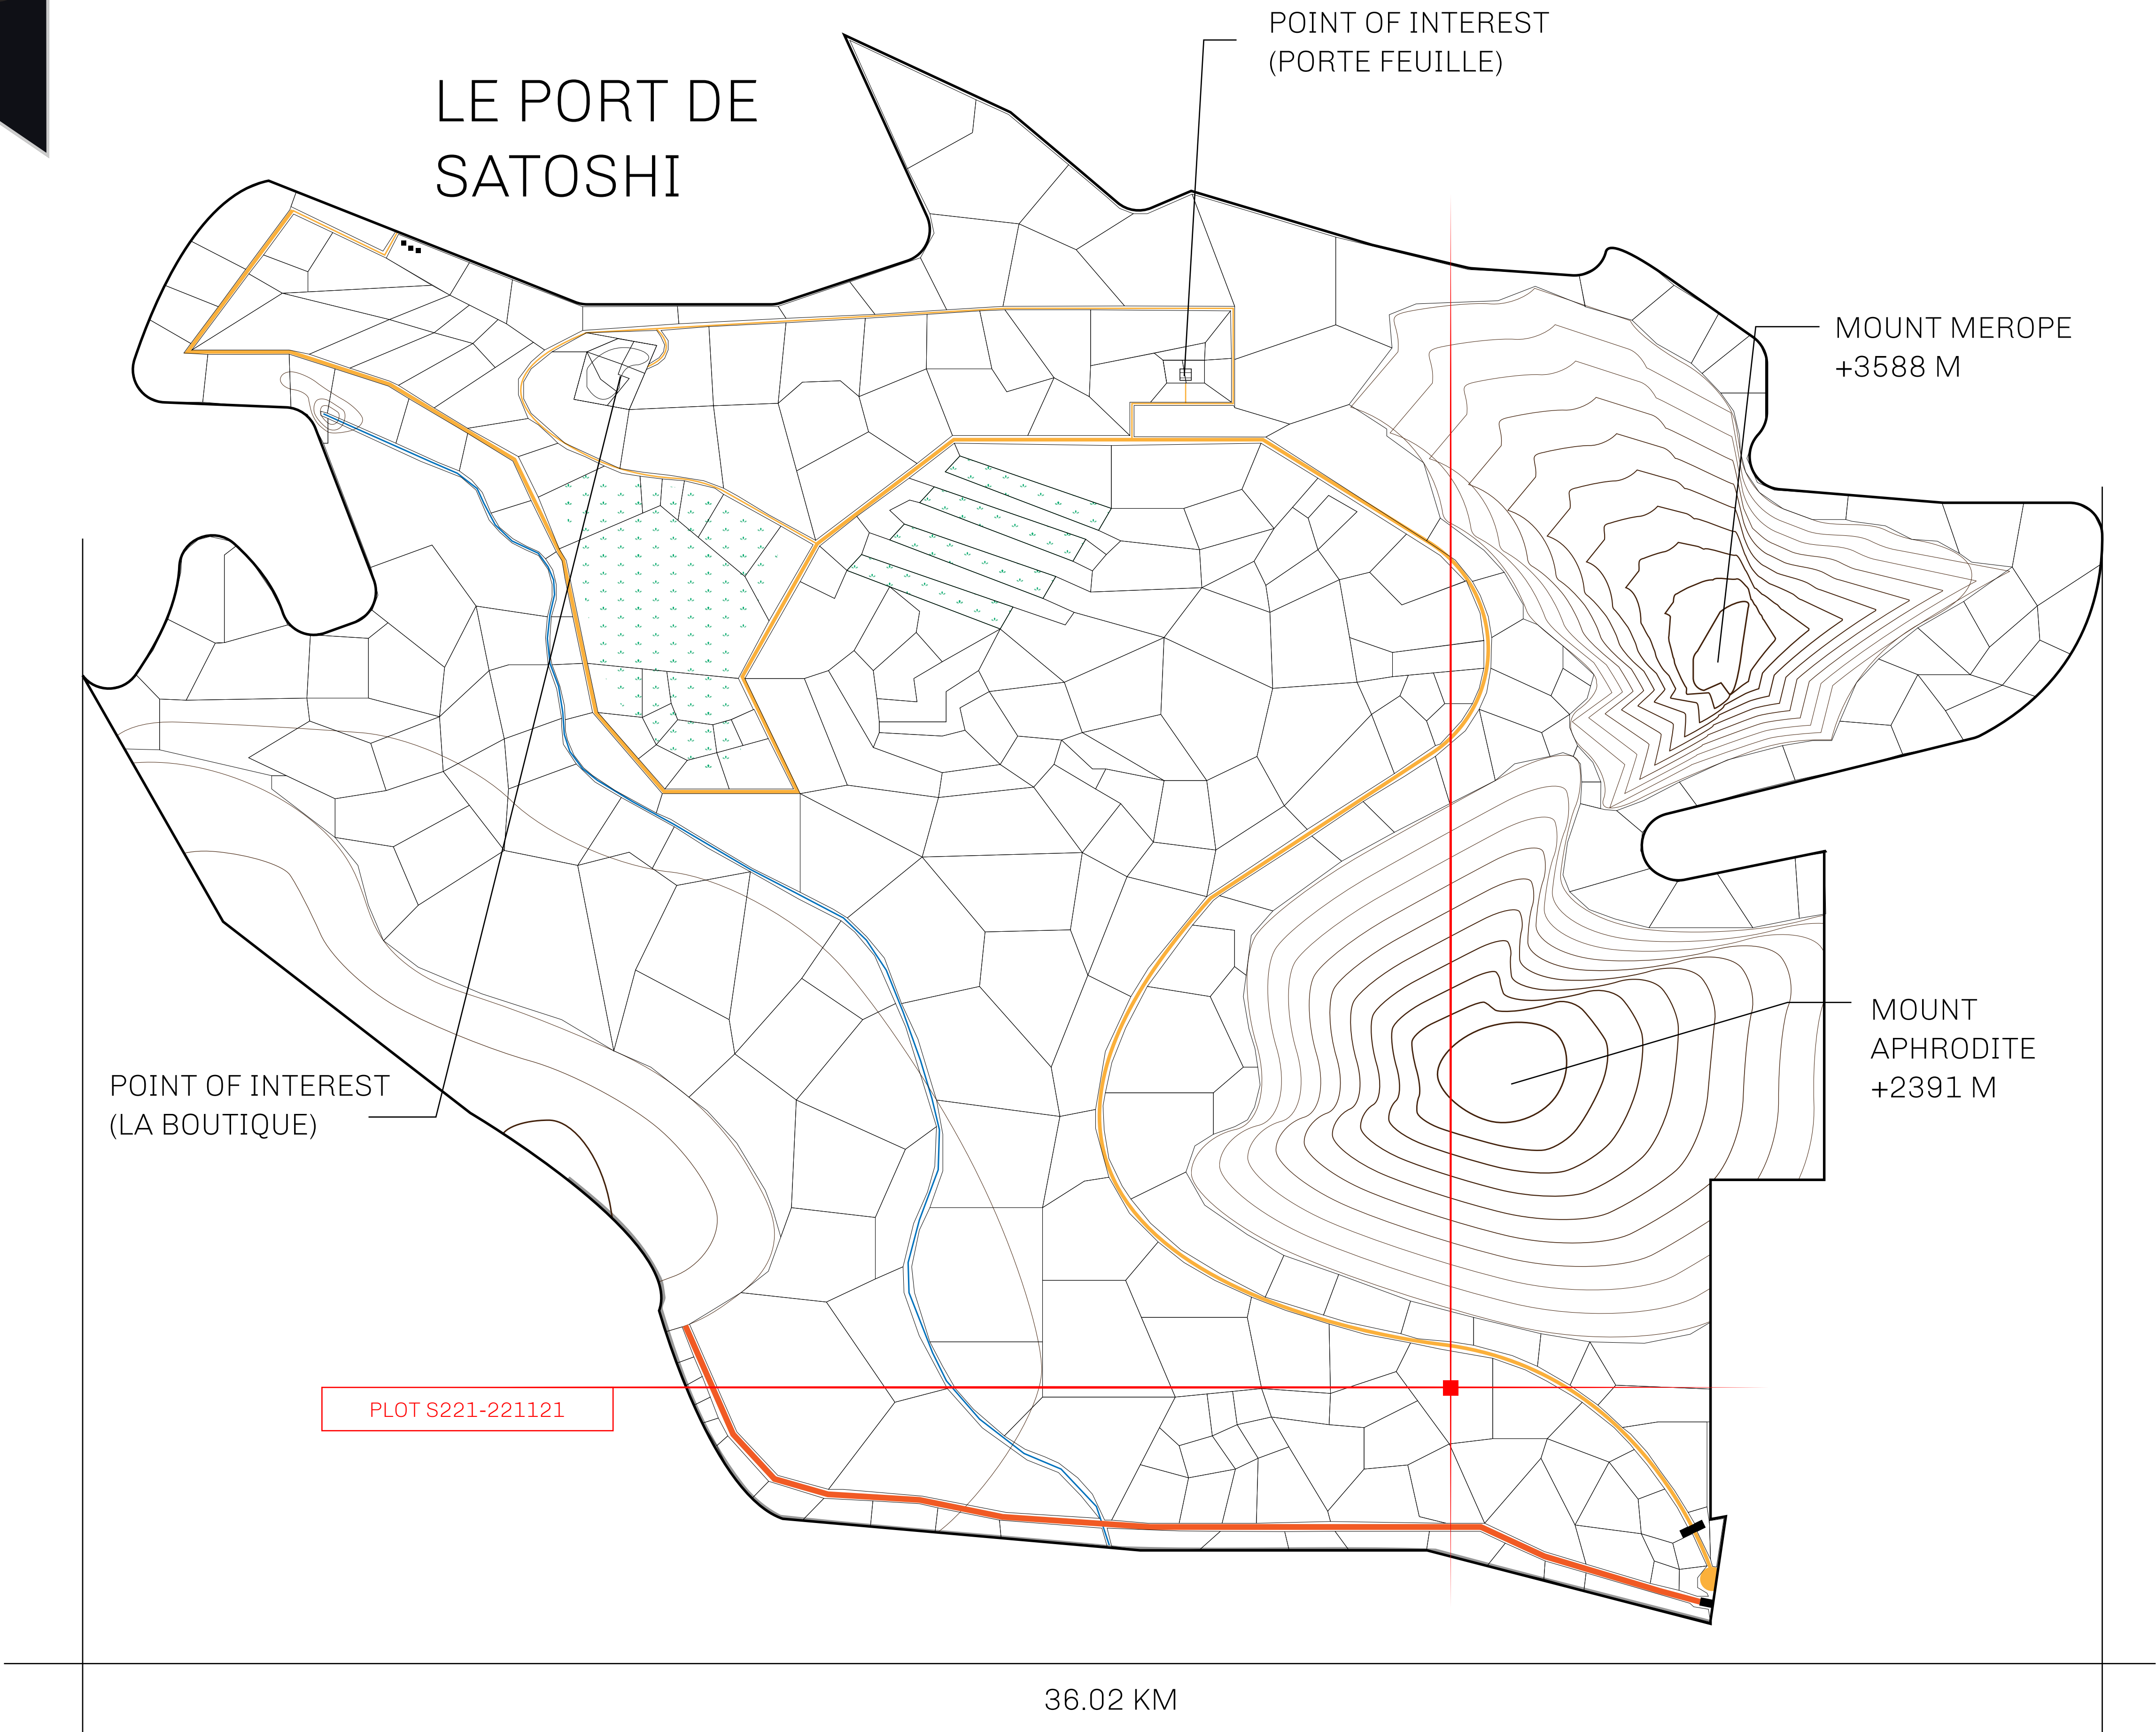 POINT OF INTEREST
(PORTE FEUILLE)
LE PORT DE
SATOSHI
MOUNT MEROPE
+3588 M
MOUNT
APHRODITE
+2391 M
POINT OF INTEREST
(LA BOUTIQUE)
PLOT S221-221121
36.02 KM